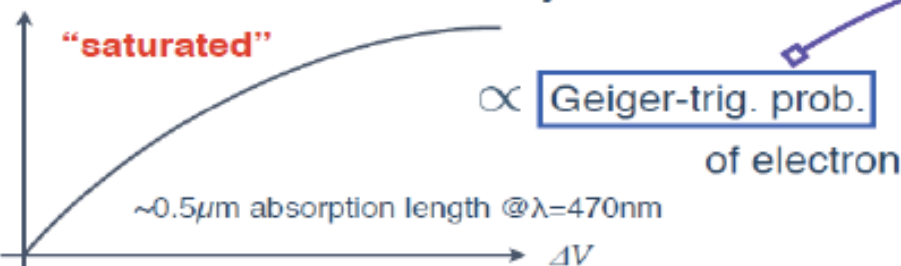 “saturated”
∝ Geiger-trig. prob.
of electron
~0.5μm absorption length @λ=470nm
ΔV